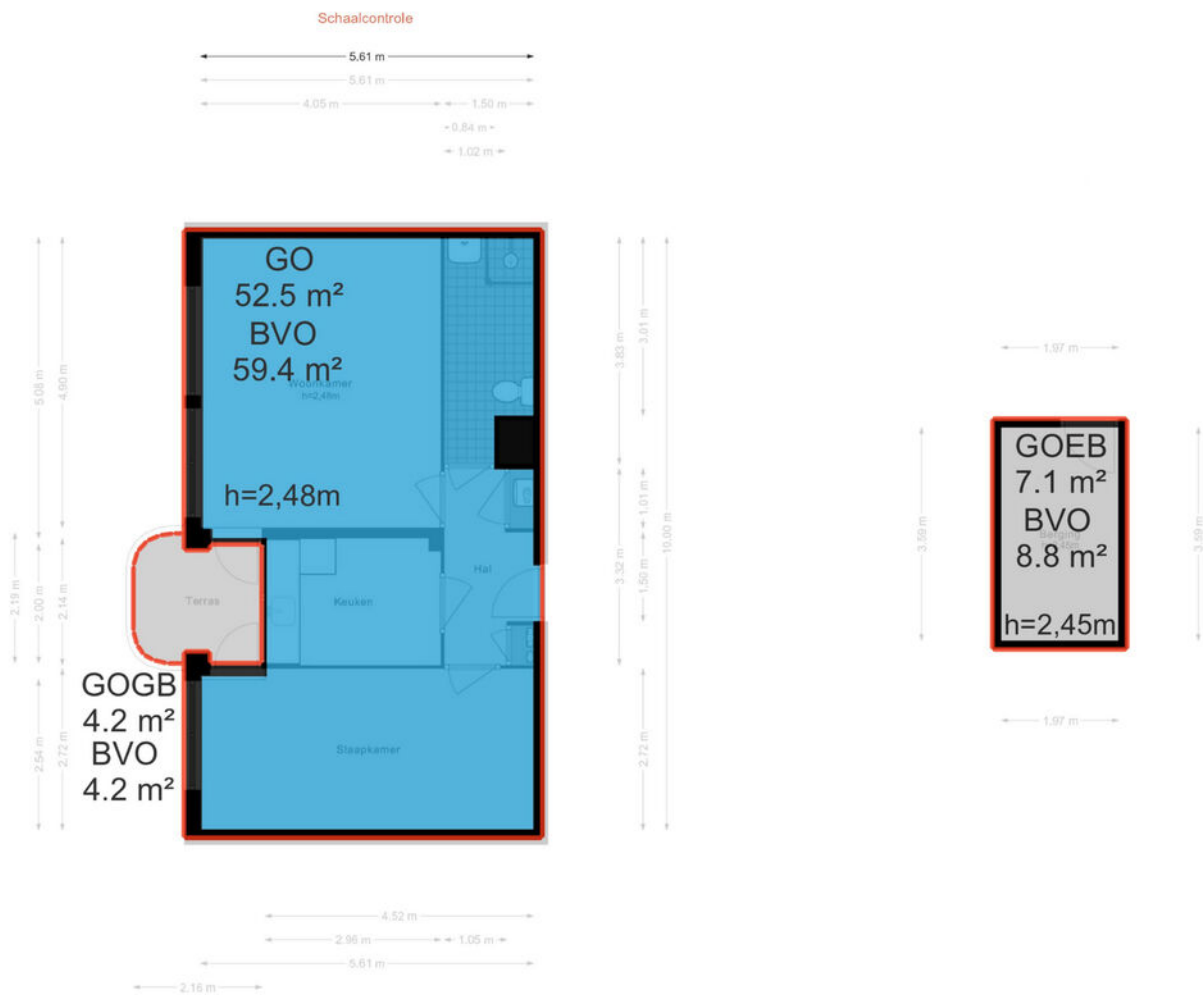 Schaalcontrole
5.61 m
5.61 m
4.05 m
1.50 m
0.84 m
1.02 m
GO
52.5 m²
BVO
59.4 m²
Woonkamer
h=2,48m
h=2,48m
5.08 m
4.90 m
3.83 m
3.01 m
1.01 m
10.00 m
3.32 m
1.50 m
2.19 m
2.00 m
2.14 m
Terras
Keuken
Hal
GOGB
4.2 m²
BVO
4.2 m²
2.54 m
2.72 m
Slaapkamer
2.72 m
4.52 m
2.96 m
1.05 m
5.61 m
2.16 m
1.97 m
3.59 m
GOEB
7.1 m²
BVO
Berging
8.8 m²
h=2,45m
3.59 m
1.97 m